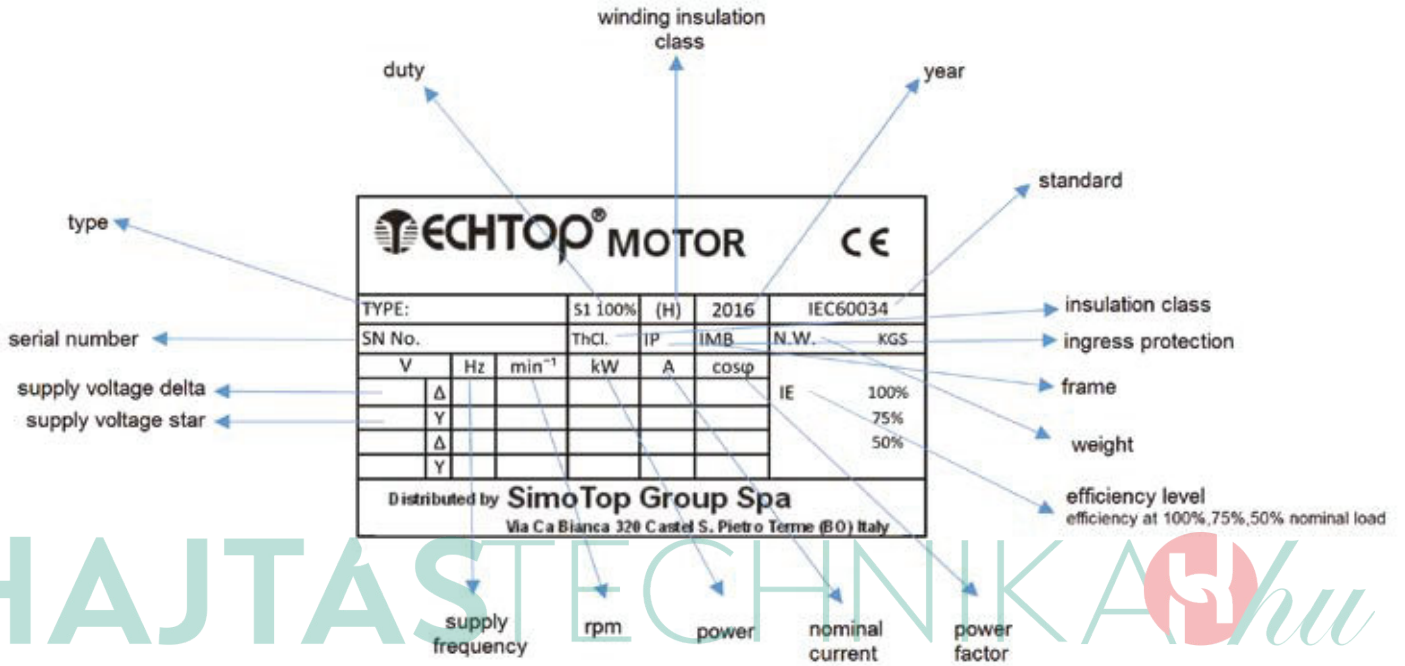 winding insulation
class
duty
year
standard
type
TECHTOP® MOTOR CE
TYPE: S1 100% (H) 2016 IEC60034
insulation class
serial number
SN No. ThCl. IP IMB N.W. KGS
ingress protection
V Hz min⁻¹ kW A cosφ
frame
supply voltage delta
Δ IE 100%
supply voltage star
Y 75%
Δ 50%
weight
Y
efficiency level
efficiency at 100%,75%,50% nominal load
Distributed by SimoTop Group Spa
Via Ca Bianca 320 Castel S. Pietro Terme (BO) Italy
HAJTÁSTECHNIKA hu
supply
frequency
rpm
power
nominal
current
power
factor